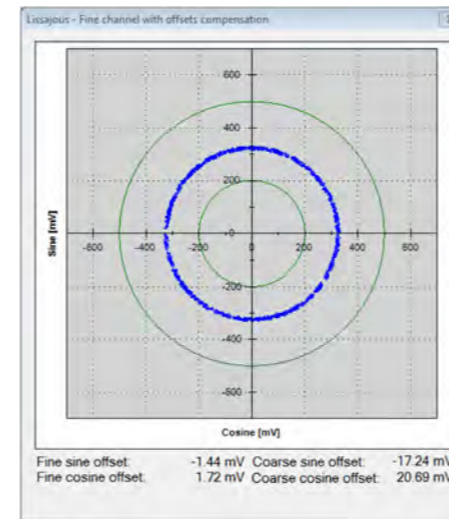 Lissajous - Fine channel with offsets compensation
600
400
200
-600 -400 -200 0 200 400 600
0
-200
-400
-600
Sine [mV]
Cosine [mV]
Fine sine offset: -1.44 mV Coarse sine offset: -17.24 mV
Fine cosine offset: 1.72 mV Coarse cosine offset: 20.69 mV